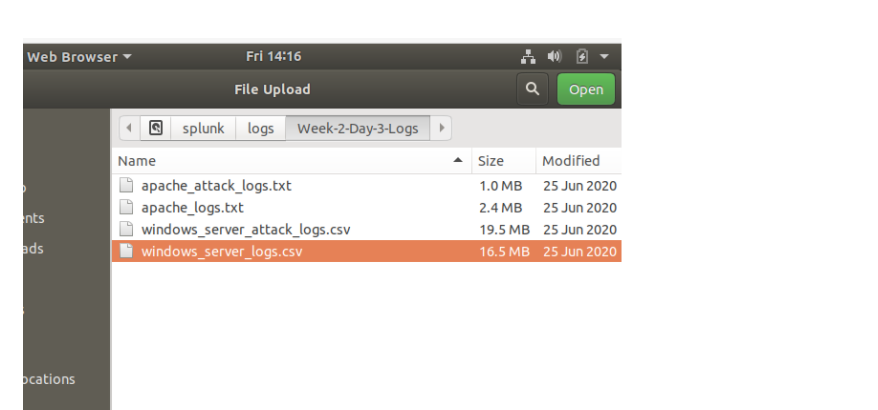 Web Browser Fri 14:16
File Upload Open
splunk logs Week-2-Day-3-Logs
Name Size Modified
apache_attack_logs.txt 1.0 MB 25 Jun 2020
apache_logs.txt 2.4 MB 25 Jun 2020
nts
windows_server_attack_logs.csv 19.5 MB 25 Jun 2020
ads
windows_server_logs.csv 16.5 MB 25 Jun 2020
ocations